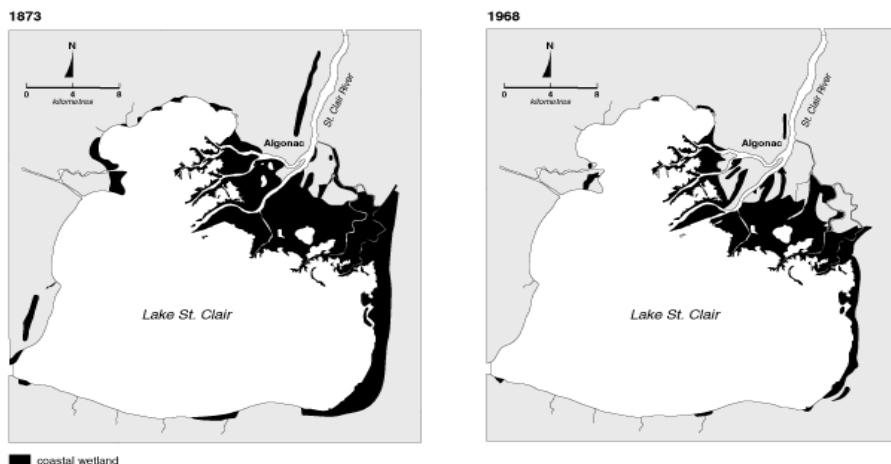 1873
N
0 4 8
kilometres
St. Clair River
Algonac
Lake St. Clair
coastal wetland
1968
N
0 4 8
kilometres
St. Clair River
Algonac
Lake St. Clair